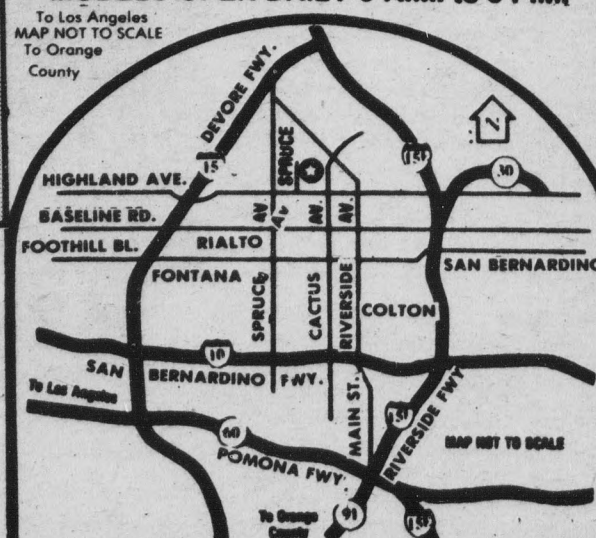 To Los Angeles
MAP NOT TO SCALE
To Orange
County
DEVORE FWY.
15
SPRUCE
15E
N
30
HIGHLAND AVE.
BASELINE RD.
AV.
AV.
AV.
FOOTHILL BL.
RIALTO
SAN BERNARDINO
FONTANA
SPRUCE
CACTUS
RIVERSIDE
COLTON
10
SAN BERNARDINO FWY.
To Los Angeles
60
POMONA FWY.
MAIN ST.
15E
RIVERSIDE FWY
MAP NOT TO SCALE
To Orange
County
91
15E